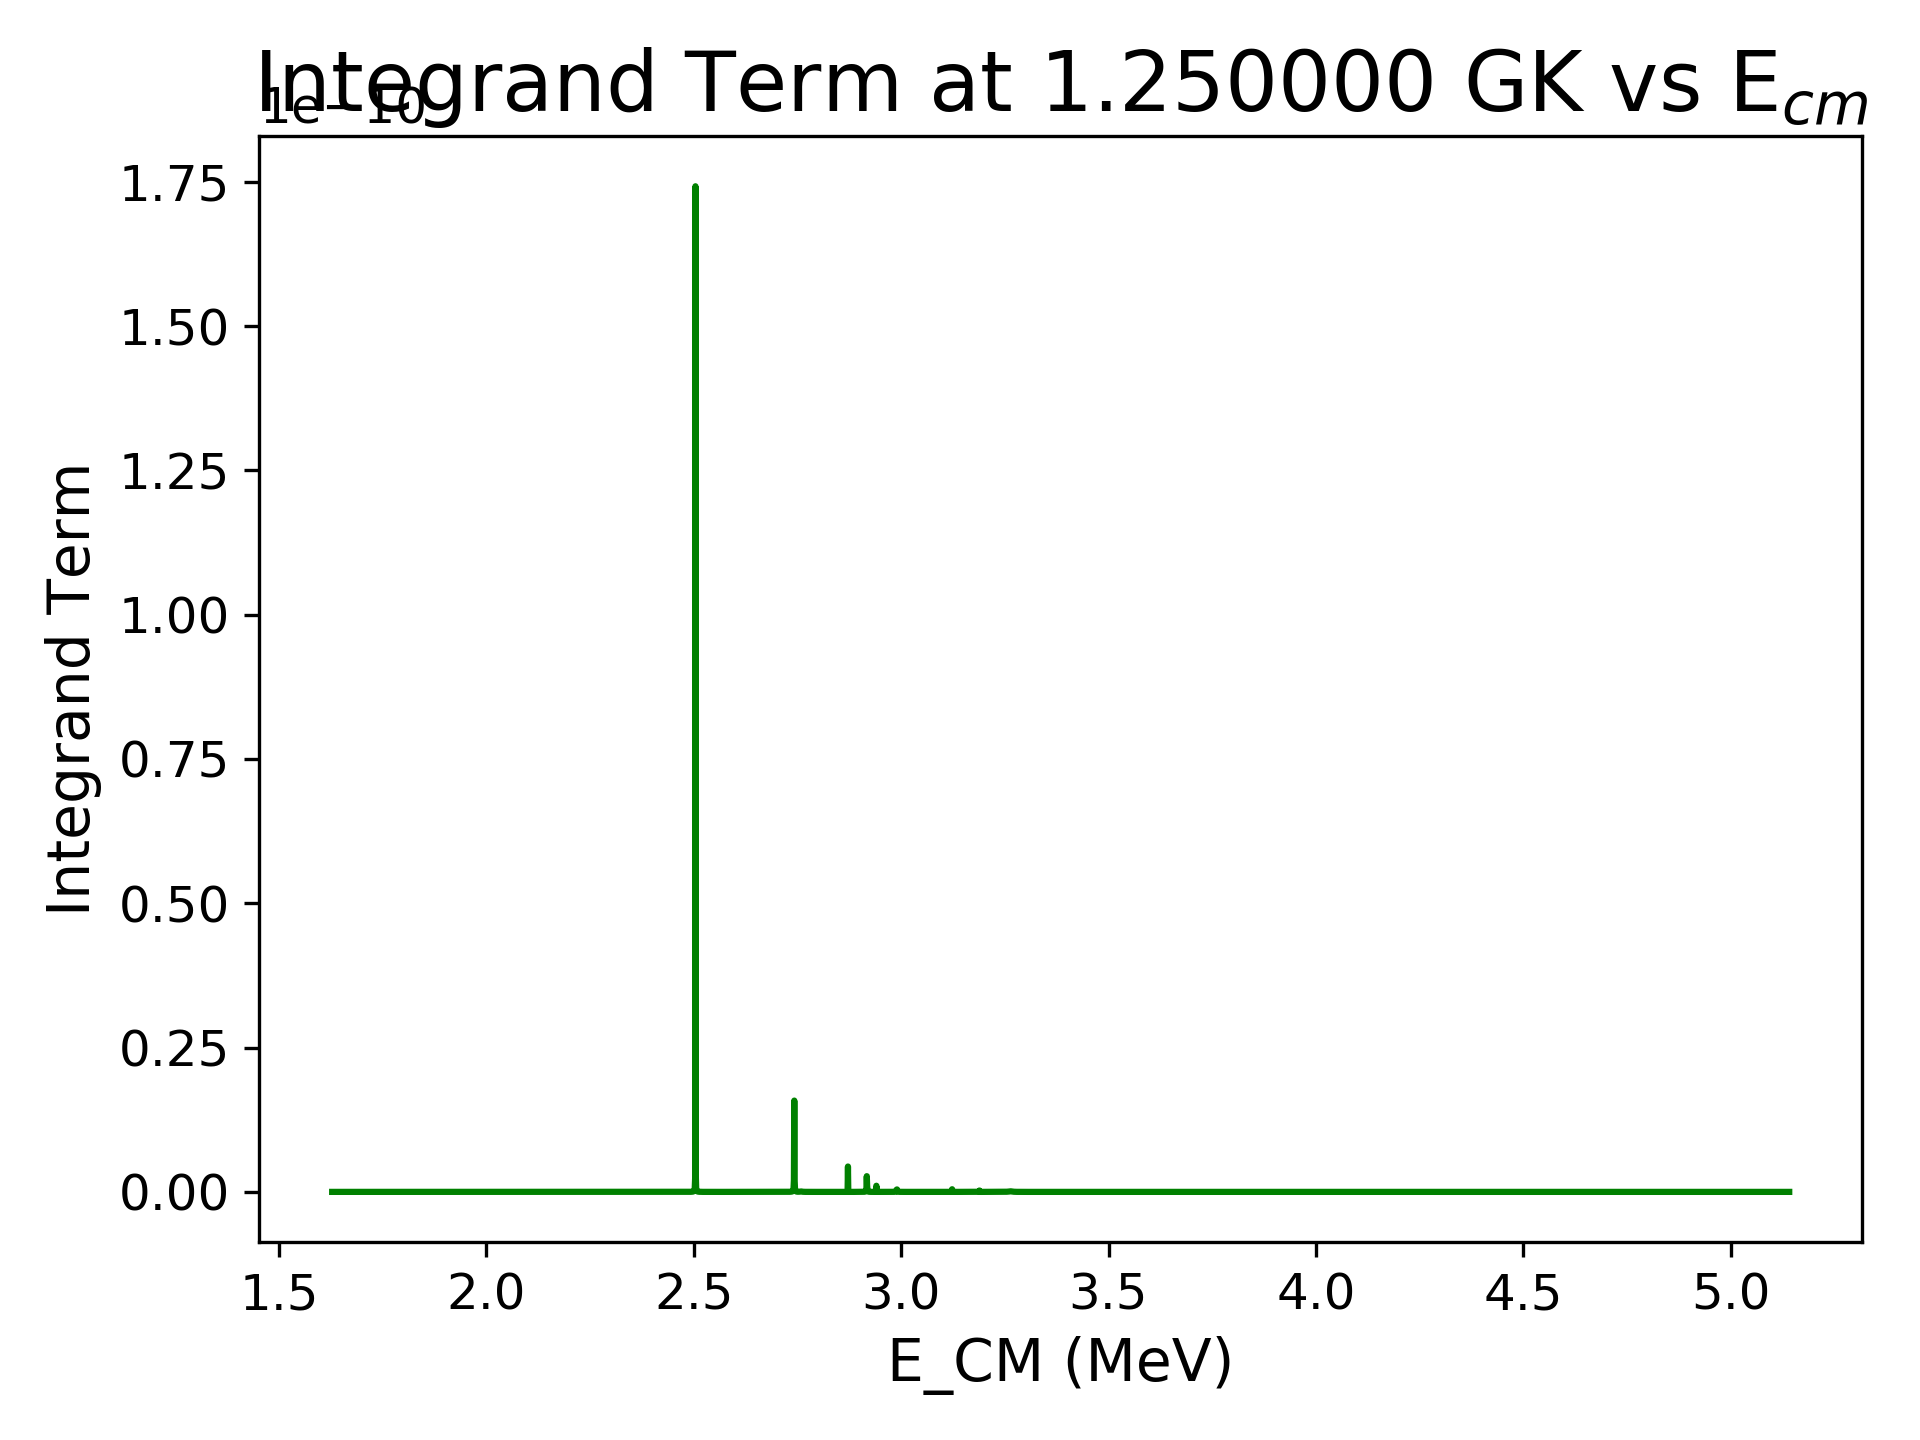 Integrand Term at 1.250000 GK vs E_cm
1e−10
1.75
1.50
1.25
1.00
0.75
0.50
0.25
0.00
Integrand Term
1.5 2.0 2.5 3.0 3.5 4.0 4.5 5.0
E_CM (MeV)